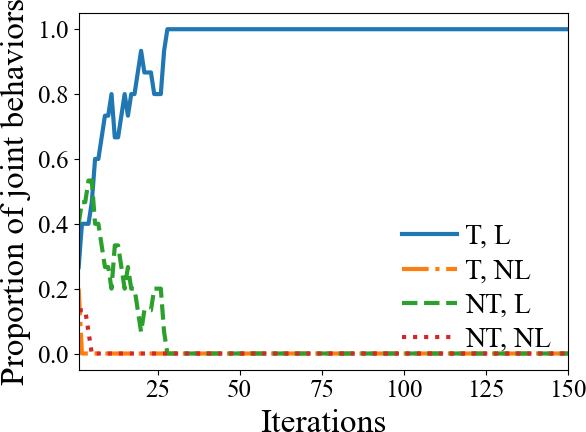 Proportion of joint behaviors
1.0
0.8
0.6
0.4
0.2
0.0
T, L
T, NL
NT, L
NT, NL
25 50 75 100 125 150
Iterations